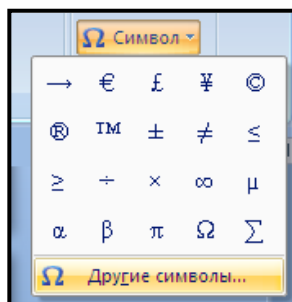 Ω Символ
→ € £ ¥ ©
® ™ ± ≠ ≤
≥ ÷ × ∞ µ
α β π Ω ∑
Ω Другие символы...